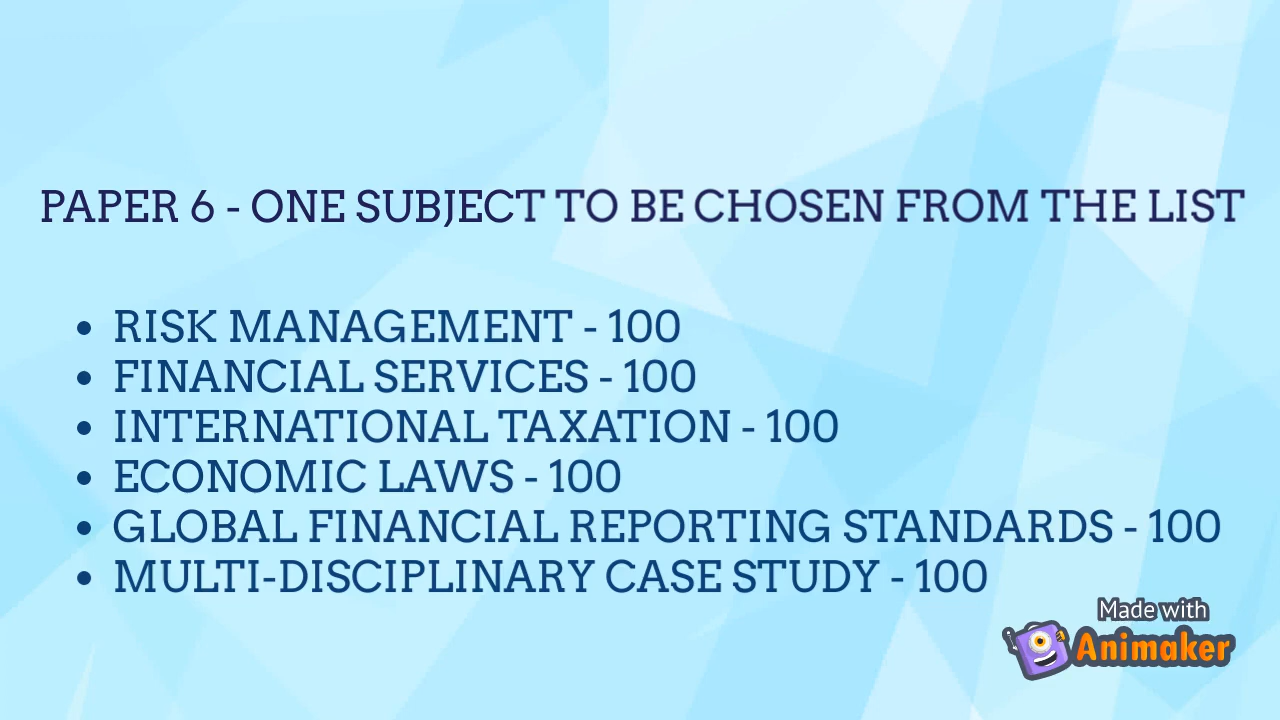 PAPER 6 - ONE SUBJECT TO BE CHOSEN FROM THE LIST
• RISK MANAGEMENT - 100
• FINANCIAL SERVICES - 100
• INTERNATIONAL TAXATION - 100
• ECONOMIC LAWS - 100
• GLOBAL FINANCIAL REPORTING STANDARDS - 100
• MULTI-DISCIPLINARY CASE STUDY - 100
Made with
Animaker